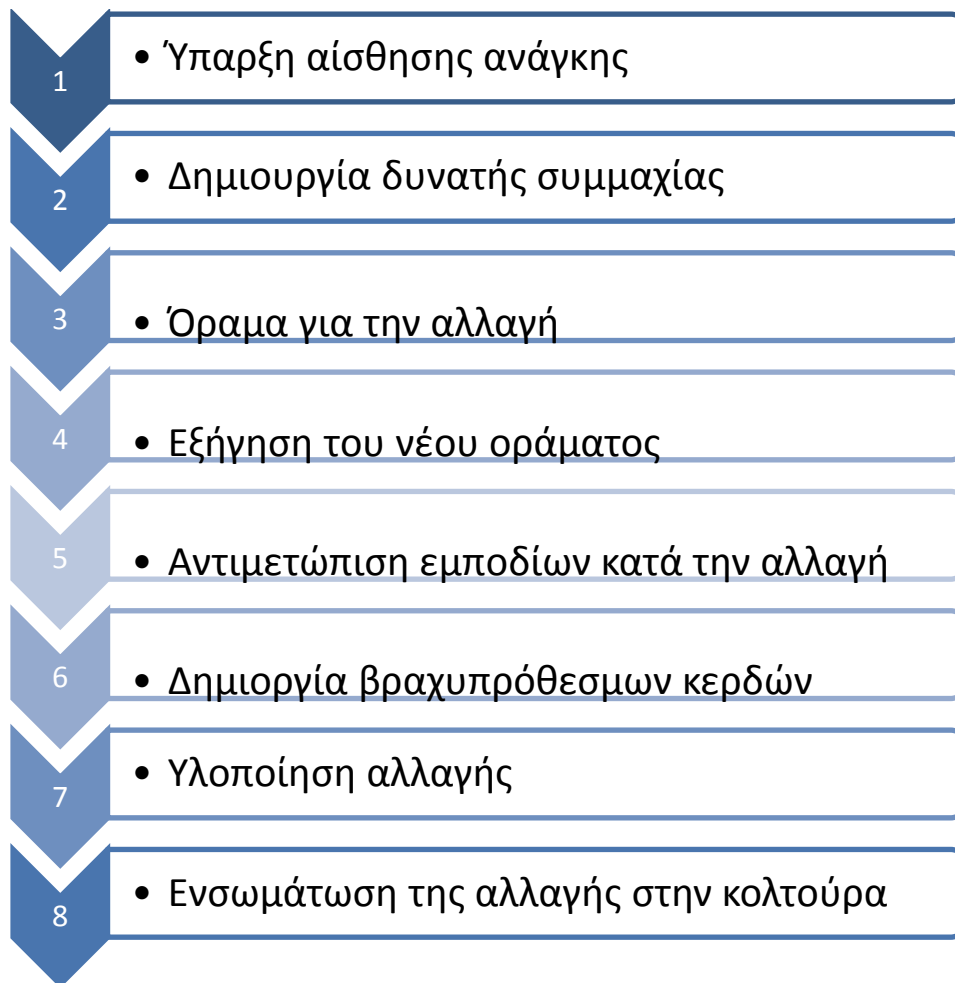 1
• Ύπαρξη αίσθησης ανάγκης
2
• Δημιουργία δυνατής συμμαχίας
3
• Όραμα για την αλλαγή
4
• Εξήγηση του νέου οράματος
5
• Αντιμετώπιση εμποδίων κατά την αλλαγή
6
• Δημιοργία βραχυπρόθεσμων κερδών
7
• Υλοποίηση αλλαγής
8
• Ενσωμάτωση της αλλαγής στην κολτούρα